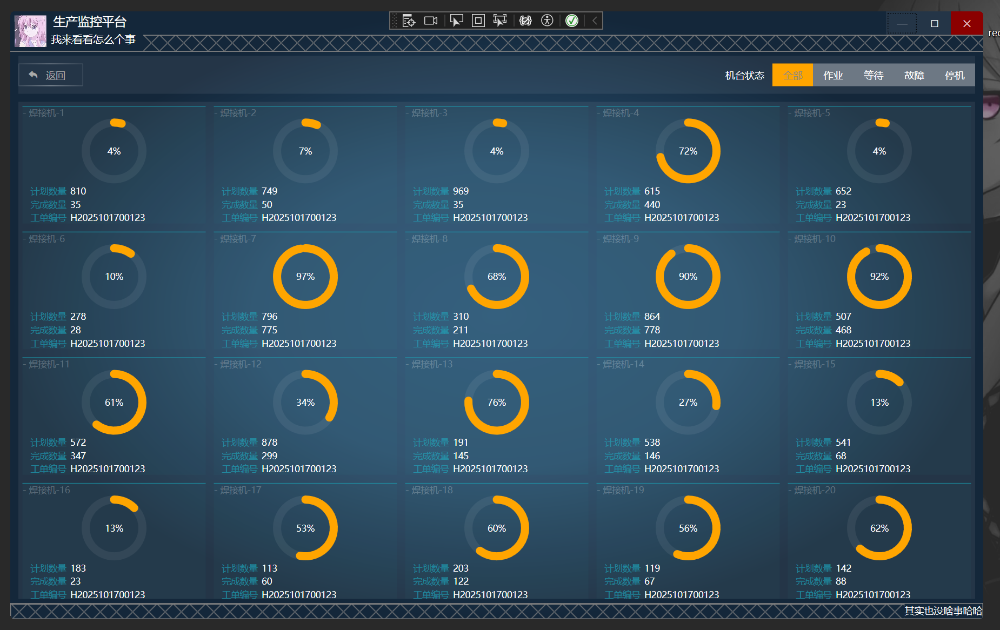 生产监控平台
我来看看怎么个事
rec
返回
机台状态 全部 作业 等待 故障 停机
- 焊接机-1
4%
计划数量 810
完成数量 35
工单编号 H2025101700123
- 焊接机-2
7%
计划数量 749
完成数量 50
工单编号 H2025101700123
- 焊接机-3
4%
计划数量 969
完成数量 35
工单编号 H2025101700123
- 焊接机-4
72%
计划数量 615
完成数量 440
工单编号 H2025101700123
- 焊接机-5
4%
计划数量 652
完成数量 23
工单编号 H2025101700123
- 焊接机-6
10%
计划数量 278
完成数量 28
工单编号 H2025101700123
- 焊接机-7
97%
计划数量 796
完成数量 775
工单编号 H2025101700123
- 焊接机-8
68%
计划数量 310
完成数量 211
工单编号 H2025101700123
- 焊接机-9
90%
计划数量 864
完成数量 778
工单编号 H2025101700123
- 焊接机-10
92%
计划数量 507
完成数量 468
工单编号 H2025101700123
- 焊接机-11
61%
计划数量 572
完成数量 347
工单编号 H2025101700123
- 焊接机-12
34%
计划数量 878
完成数量 299
工单编号 H2025101700123
- 焊接机-13
76%
计划数量 191
完成数量 145
工单编号 H2025101700123
- 焊接机-14
27%
计划数量 538
完成数量 146
工单编号 H2025101700123
- 焊接机-15
13%
计划数量 541
完成数量 68
工单编号 H2025101700123
- 焊接机-16
13%
计划数量 183
完成数量 23
工单编号 H2025101700123
- 焊接机-17
53%
计划数量 113
完成数量 60
工单编号 H2025101700123
- 焊接机-18
60%
计划数量 203
完成数量 122
工单编号 H2025101700123
- 焊接机-19
56%
计划数量 119
完成数量 67
工单编号 H2025101700123
- 焊接机-20
62%
计划数量 142
完成数量 88
工单编号 H2025101700123
其实也没啥事哈哈